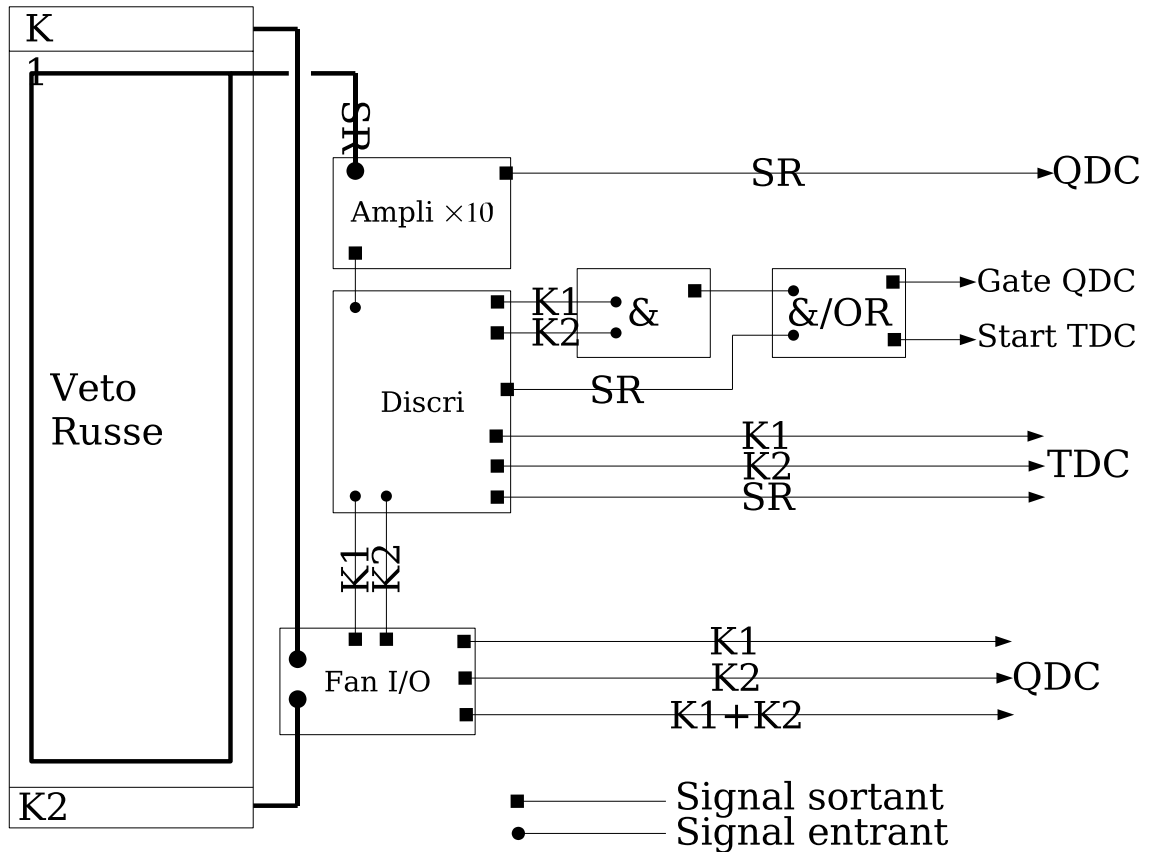 K
1
SR
SR
QDC
Ampli ×10
K1
K2
&
&/OR
Gate QDC
Start TDC
Veto
Russe
Discri
SR
K1
K2
SR
TDC
K1
K2
Fan I/O
K1
K2
K1+K2
QDC
K2
Signal sortant
Signal entrant